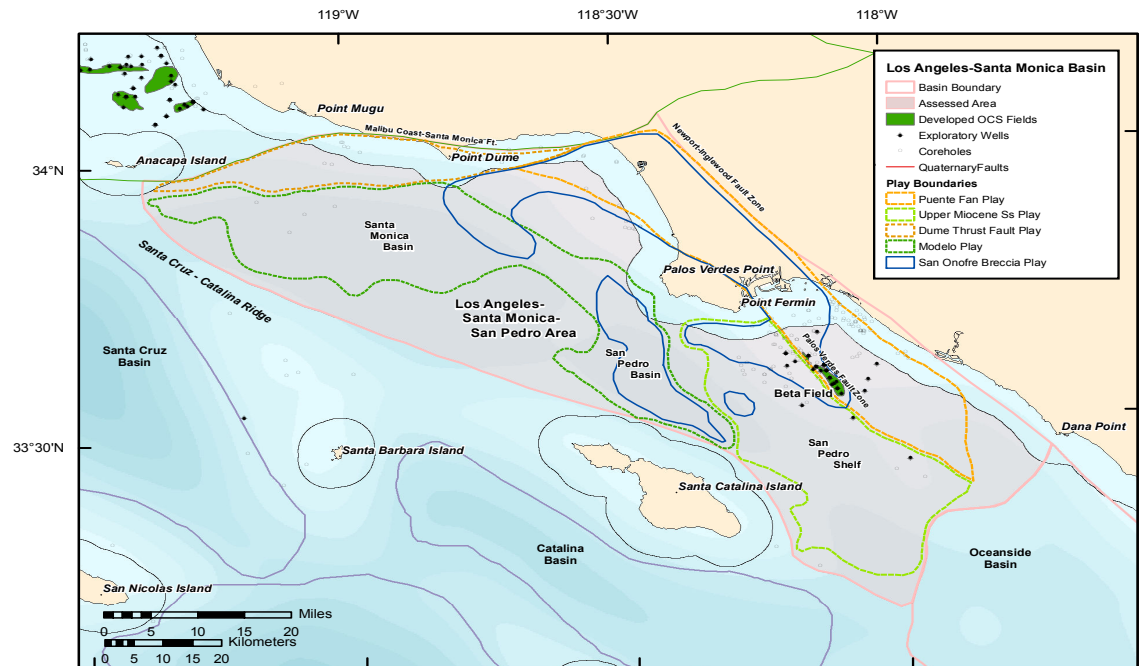 119°W
118°30'W
118°W
34°N
33°30'N
Los Angeles-Santa Monica Basin
Basin Boundary
Assessed Area
Developed OCS Fields
Exploratory Wells
Coreholes
QuaternaryFaults
Play Boundaries
Puente Fan Play
Upper Miocene Ss Play
Dume Thrust Fault Play
Modelo Play
San Onofre Breccia Play
Point Mugu
Malibu Coast-Santa Monica Ft.
Newport-Inglewood Fault Zone
Anacapa Island
Point Dume
Santa
Monica
Basin
Santa Cruz - Catalina Ridge
Palos Verdes Point
Point Fermin
Los Angeles-
Santa Monica-
San Pedro Area
Palos Verdes Fault Zone
Santa Cruz
Basin
San
Pedro
Basin
Beta Field
Dana Point
San
Pedro
Shelf
Santa Barbara Island
Santa Catalina Island
Catalina
Basin
Oceanside
Basin
San Nicolas Island
Miles
0 5 10 15 20
Kilometers
0 5 10 15 20